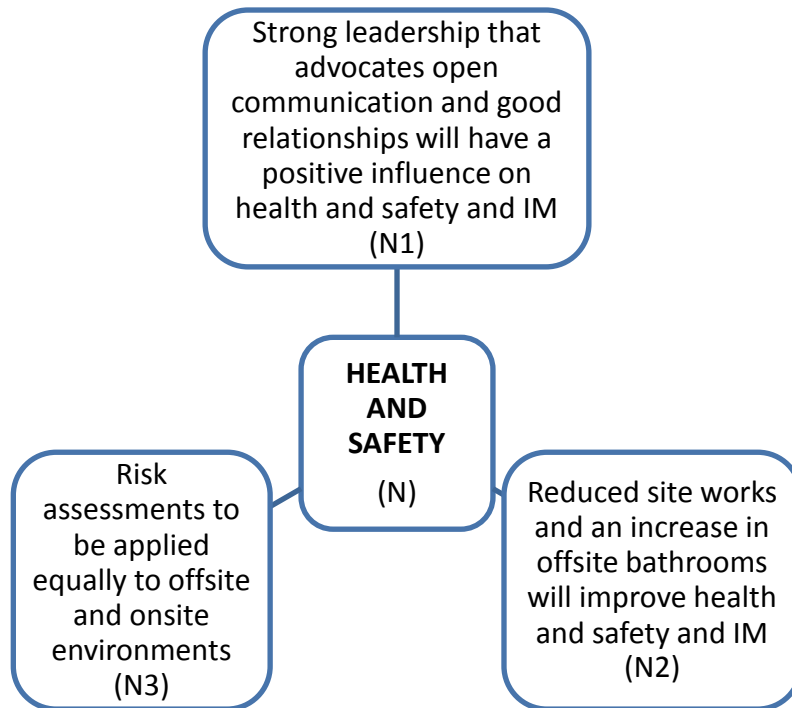 Strong leadership that
advocates open
communication and good
relationships will have a
positive influence on
health and safety and IM
(N1)
HEALTH
AND
SAFETY
(N)
Risk
assessments to
be applied
equally to offsite
and onsite
environments
(N3)
Reduced site works
and an increase in
offsite bathrooms
will improve health
and safety and IM
(N2)